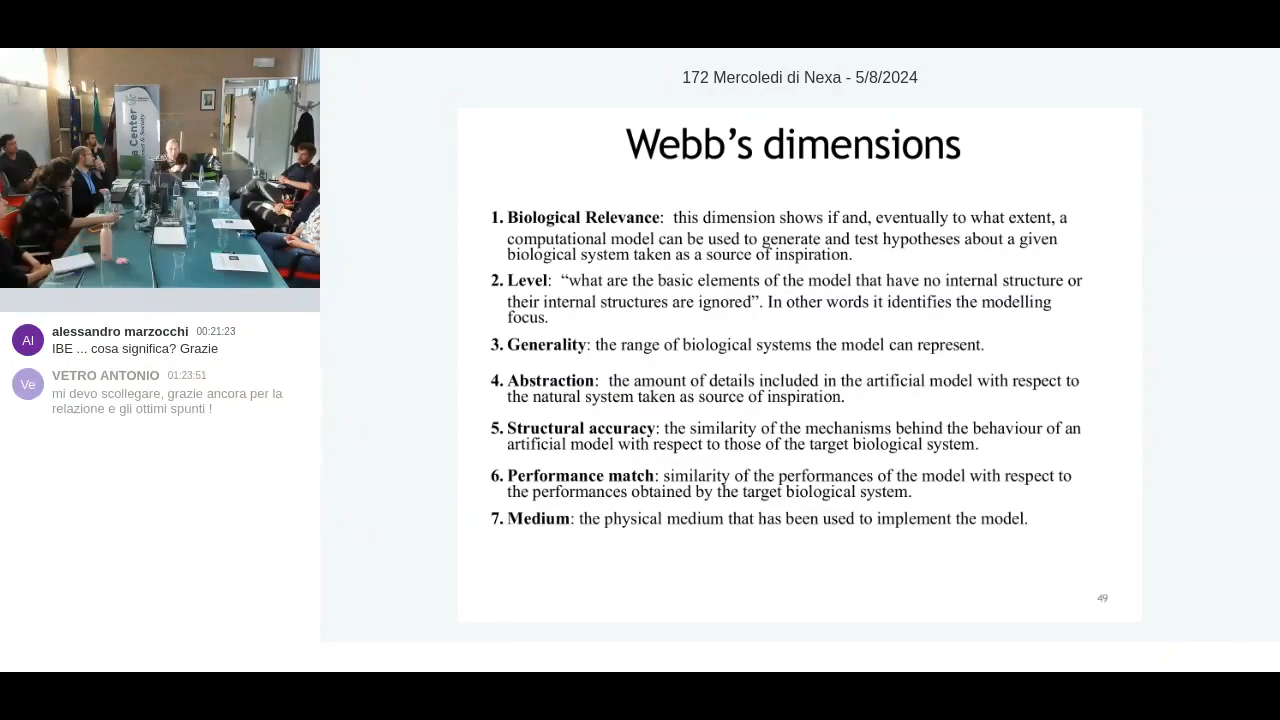 172 Mercoledi di Nexa - 5/8/2024
Webb’s dimensions
1. Biological Relevance: this dimension shows if and, eventually to what extent, a
computational model can be used to generate and test hypotheses about a given
biological system taken as a source of inspiration.
2. Level: “what are the basic elements of the model that have no internal structure or
their internal structures are ignored”. In other words it identifies the modelling
focus.
3. Generality: the range of biological systems the model can represent.
4. Abstraction: the amount of details included in the artificial model with respect to
the natural system taken as source of inspiration.
5. Structural accuracy: the similarity of the mechanisms behind the behaviour of an
artificial model with respect to those of the target biological system.
6. Performance match: similarity of the performances of the model with respect to
the performances obtained by the target biological system.
7. Medium: the physical medium that has been used to implement the model.
49
a Center
Al
alessandro marzocchi 00:21:23
IBE ... cosa significa? Grazie
Ve
VETRO ANTONIO 01:23:51
mi devo scollegare, grazie ancora per la
relazione e gli ottimi spunti !